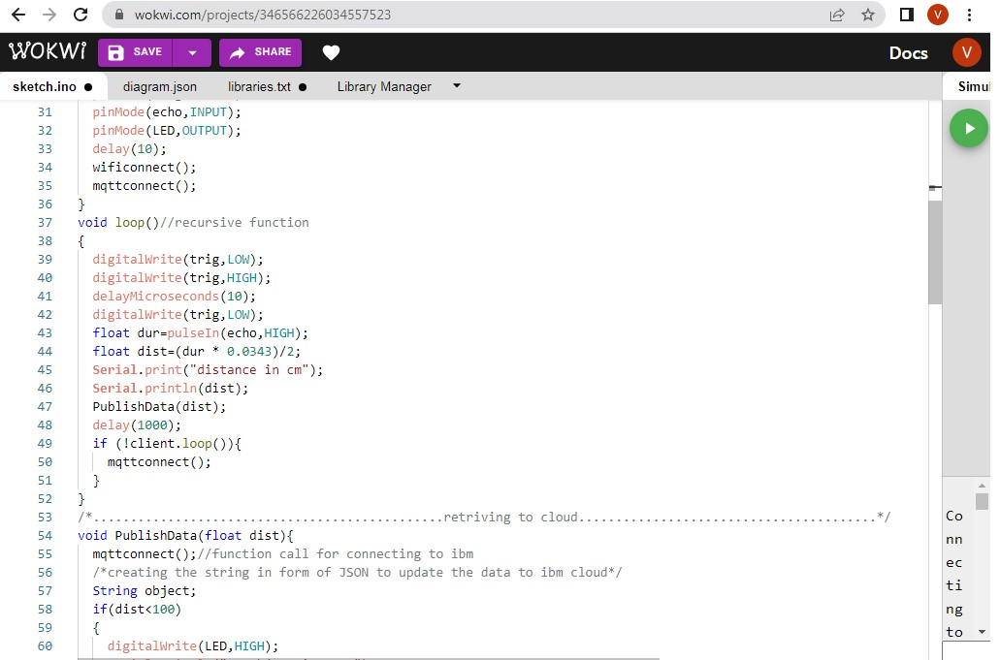 wokwi.com/projects/346566226034557523
V
WOKWi
SAVE
SHARE
Docs
V
sketch.ino ●
diagram.json
libraries.txt ●
Library Manager
Simul
31 pinMode(echo,INPUT);
32 pinMode(LED,OUTPUT);
33 delay(10);
34 wificonnect();
35 mqttconnect();
36 }
37 void loop()//recursive function
38 {
39 digitalWrite(trig,LOW);
40 digitalWrite(trig,HIGH);
41 delayMicroseconds(10);
42 digitalWrite(trig,LOW);
43 float dur=pulseIn(echo,HIGH);
44 float dist=(dur * 0.0343)/2;
45 Serial.print("distance in cm");
46 Serial.println(dist);
47 PublishData(dist);
48 delay(1000);
49 if (!client.loop()){
50 mqttconnect();
51 }
52 }
53 /*...............................................retriving to cloud........................................*/
54 void PublishData(float dist){
55 mqttconnect();//function call for connecting to ibm
56 /*creating the string in form of JSON to update the data to ibm cloud*/
57 String object;
58 if(dist<100)
59 {
60 digitalWrite(LED,HIGH);
Co
nn
ec
ti
ng
to